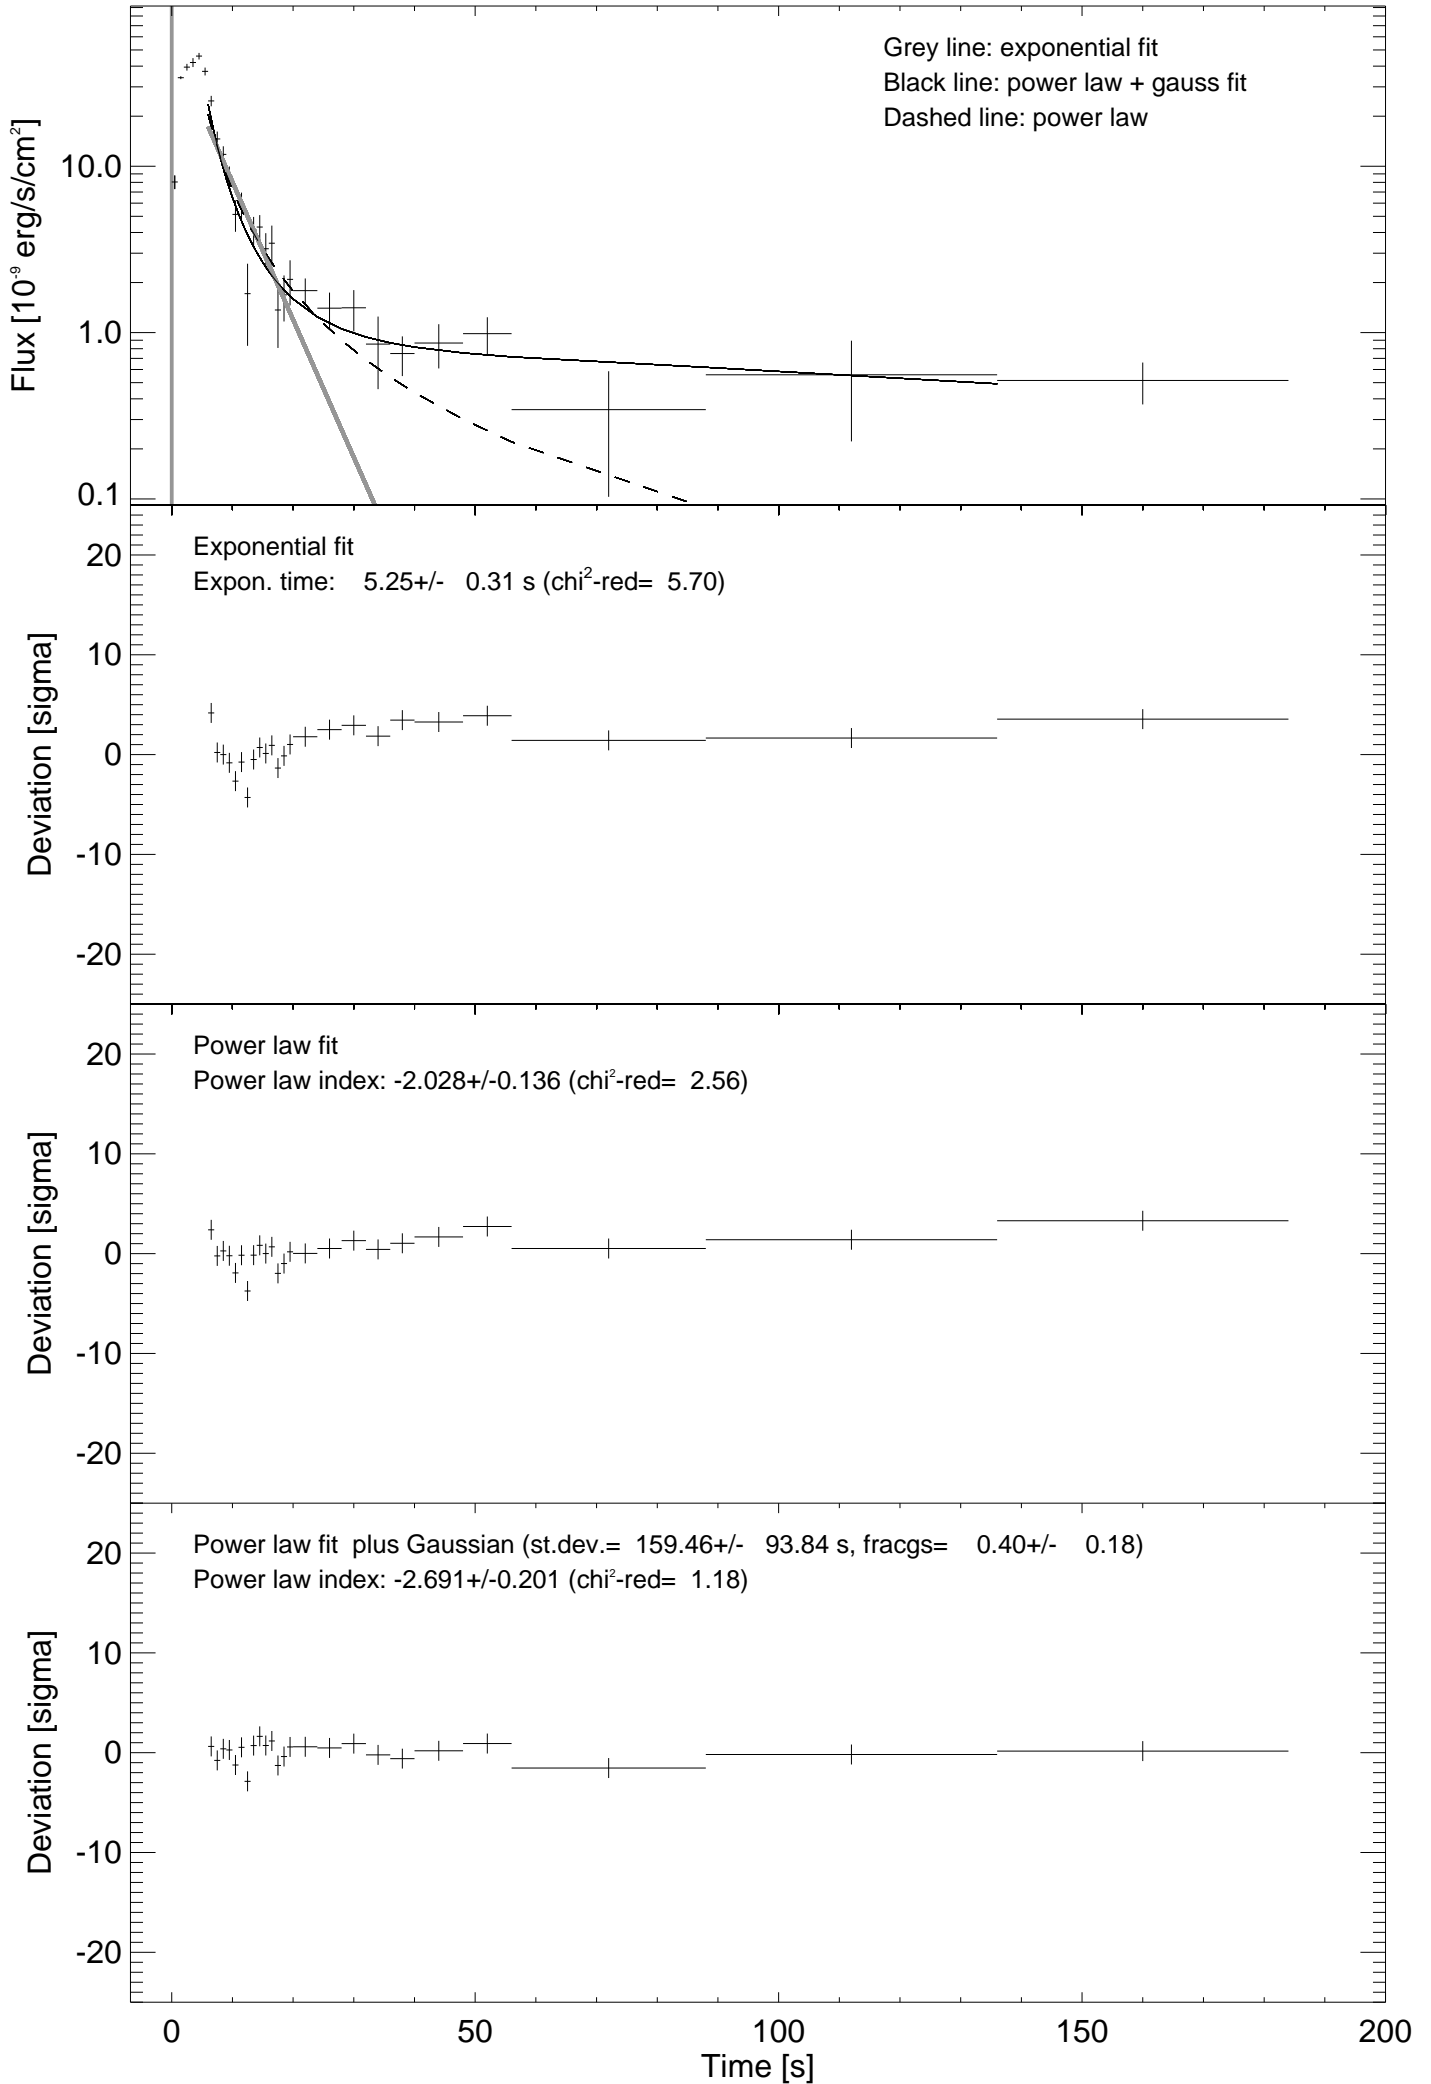 Grey line: exponential fit
Black line: power law + gauss fit
Dashed line: power law
Flux [10⁻⁹ erg/s/cm²]
10.0
1.0
0.1
Exponential fit
Expon. time: 5.25+/- 0.31 s (chi²-red= 5.70)
Deviation [sigma]
20
10
0
-10
-20
Power law fit
Power law index: -2.028+/-0.136 (chi²-red= 2.56)
Deviation [sigma]
20
10
0
-10
-20
Power law fit plus Gaussian (st.dev.= 159.46+/- 93.84 s, fracgs= 0.40+/- 0.18)
Power law index: -2.691+/-0.201 (chi²-red= 1.18)
Deviation [sigma]
20
10
0
-10
-20
0 50 100 150 200
Time [s]